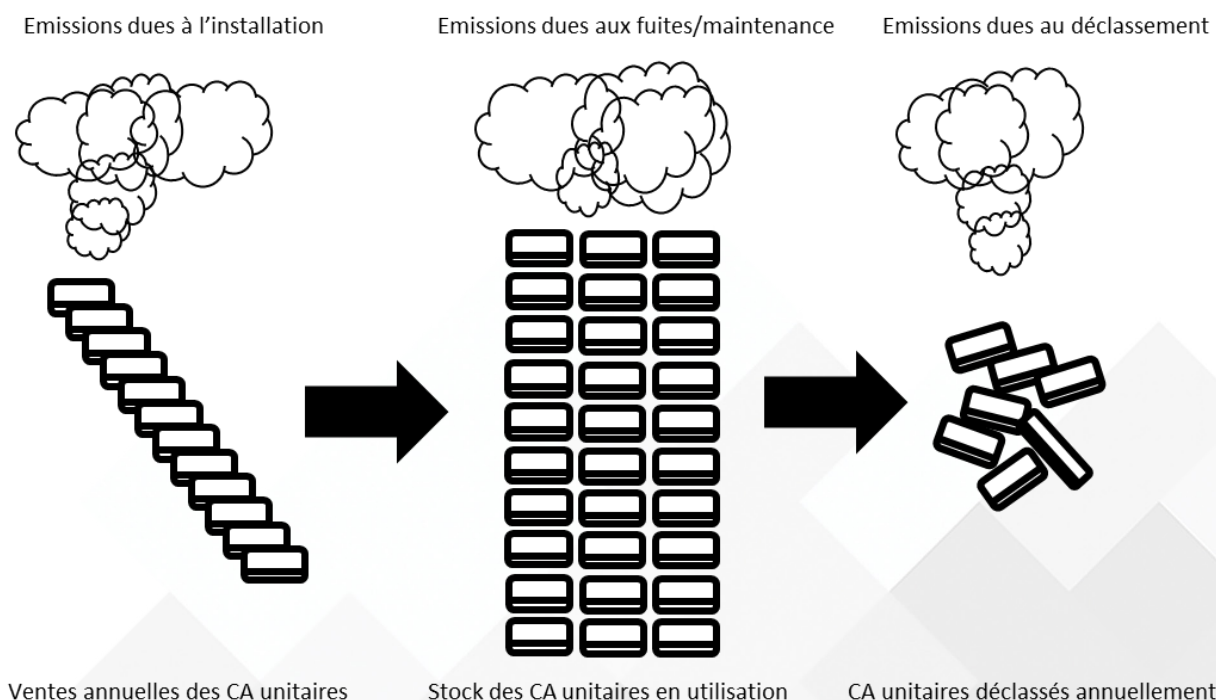 Emissions dues à l’installation
Emissions dues aux fuites/maintenance
Emissions dues au déclassement
Ventes annuelles des CA unitaires
Stock des CA unitaires en utilisation
CA unitaires déclassés annuellement